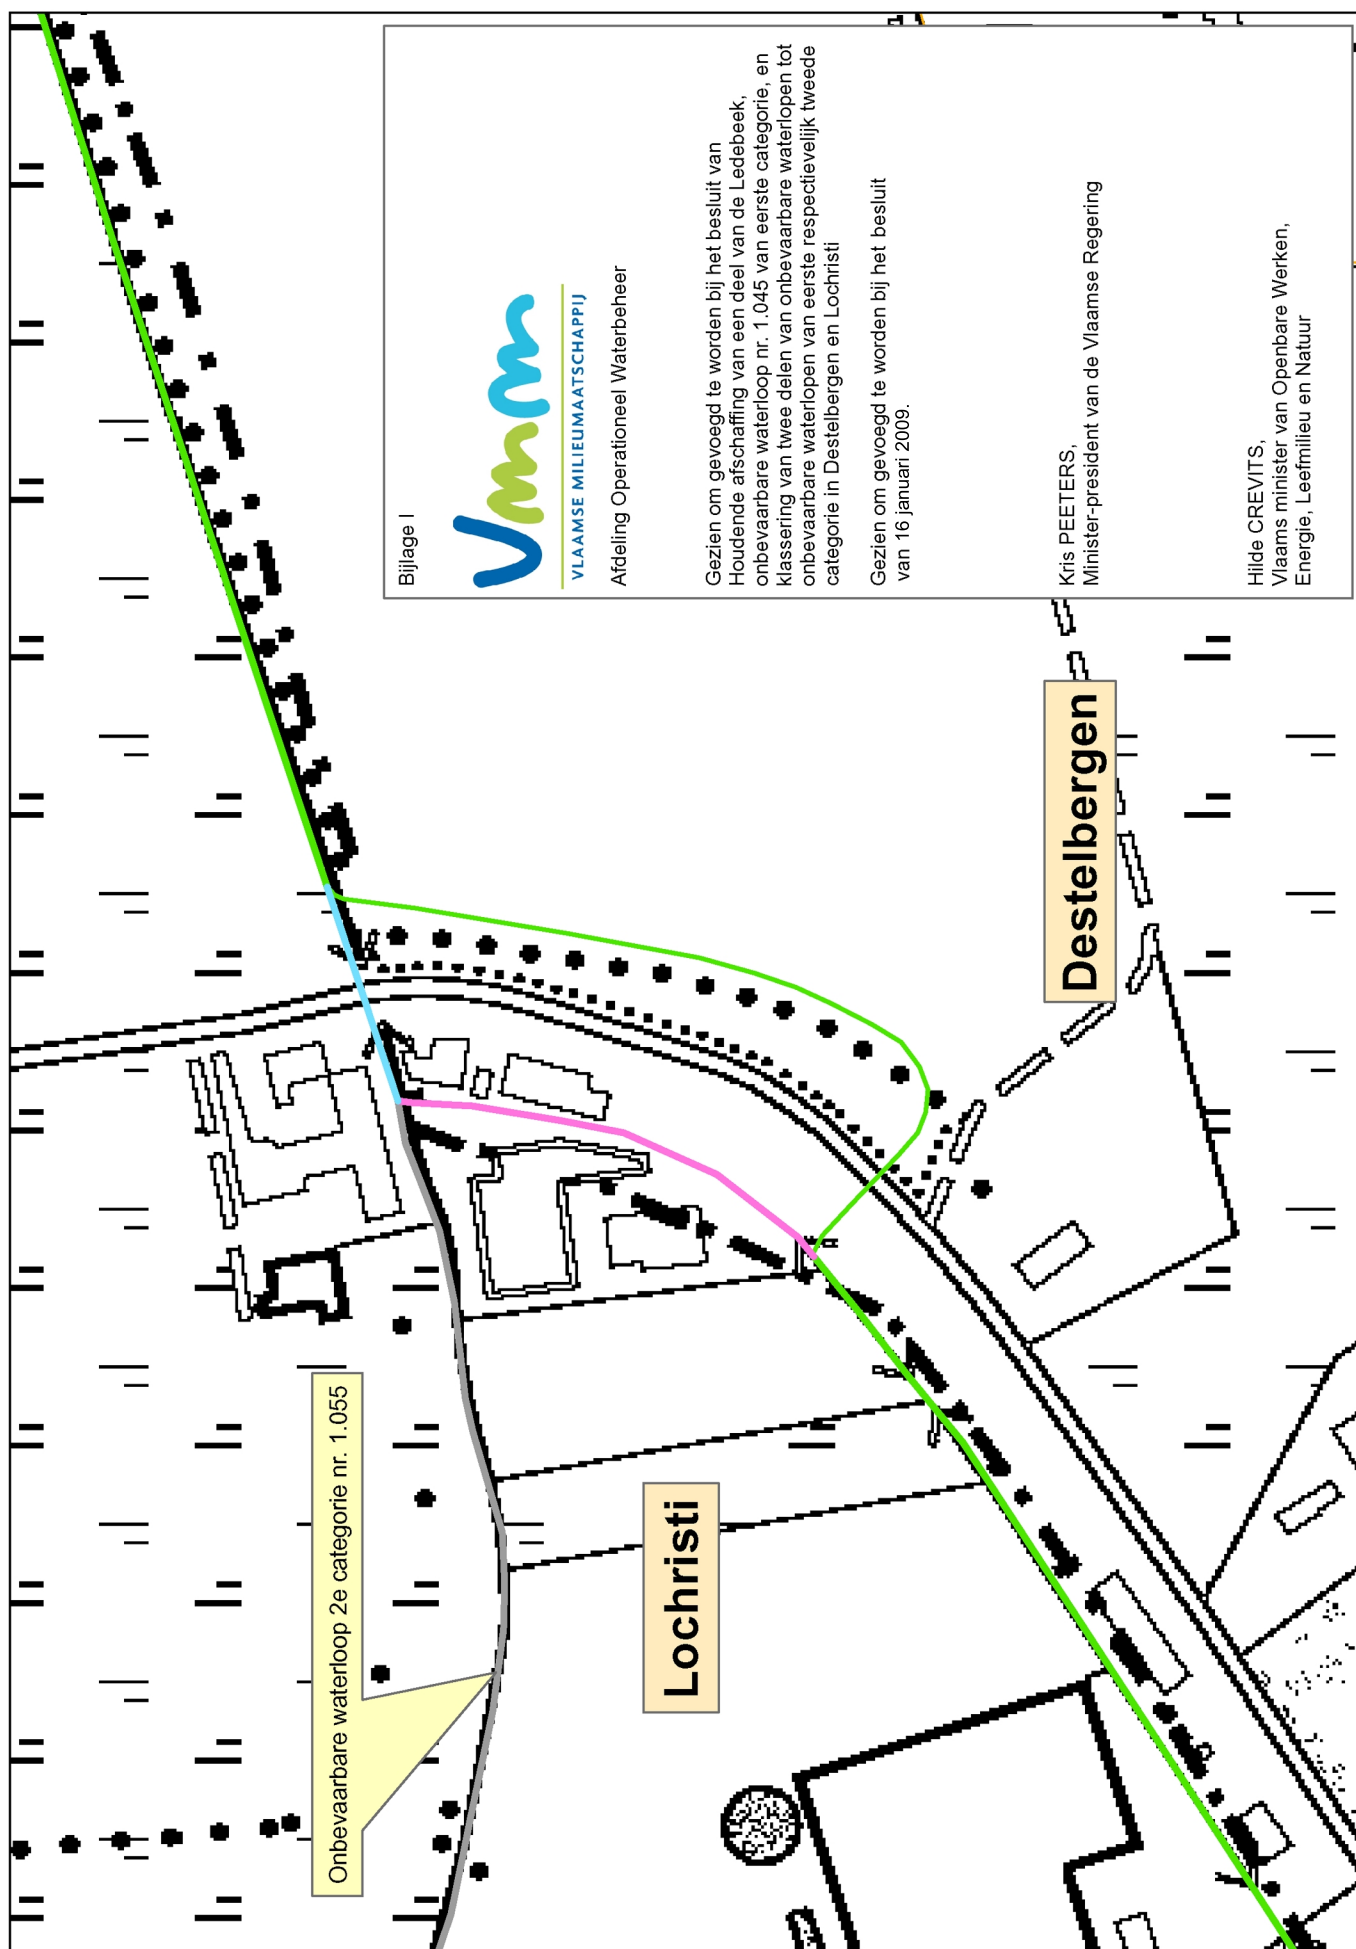 Bijlage I
vmm
VLAAMSE MILIEUMAATSCHAPPIJ
Afdeling Operationeel Waterbeheer
Gezien om gevoegd te worden bij het besluit van
Houdende afschaffing van een deel van de Ledebeek,
onbevaarbare waterloop nr. 1.045 van eerste categorie, en
klassering van twee delen van onbevaarbare waterlopen tot
onbevaarbare waterlopen van eerste respectievelijk tweede
categorie in Destelbergen en Lochristi
Gezien om gevoegd te worden bij het besluit
van 16 januari 2009.
Kris PEETERS,
Minister-president van de Vlaamse Regering
Hilde CREVITS,
Vlaams minister van Openbare Werken,
Energie, Leefmilieu en Natuur
Onbevaarbare waterloop 2e categorie nr. 1.055
Lochristi
Destelbergen